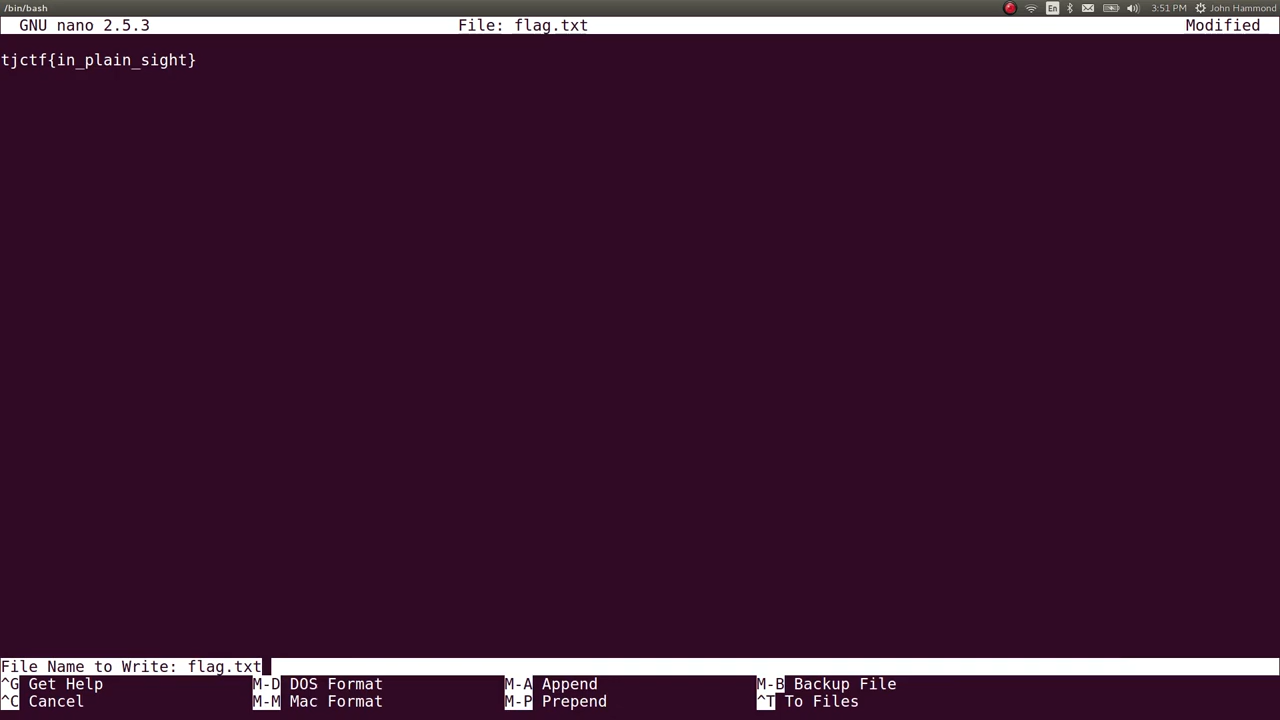 /bin/bash En 3:51 PM John Hammond
GNU nano 2.5.3 File: flag.txt Modified
tjctf{in_plain_sight}
File Name to Write: flag.txt
^G Get Help M-D DOS Format M-A Append M-B Backup File
^C Cancel M-M Mac Format M-P Prepend ^T To Files